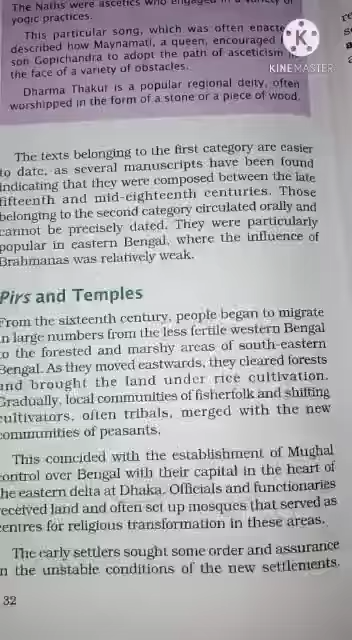 The Naths were ascetics who engaged in a variety of
yogic practices.
This particular song, which was often enacted
described how Maynamati, a queen, encouraged
son Gopichandra to adopt the path of asceticism
the face of a variety of obstacles.
Dharma Thakur is a popular regional deity, often
worshipped in the form of a stone or a piece of wood.
K
KINEMASTER
The texts belonging to the first category are easier
to date, as several manuscripts have been found
indicating that they were composed between the late
fifteenth and mid-eighteenth centuries. Those
belonging to the second category circulated orally and
cannot be precisely dated. They were particularly
popular in eastern Bengal, where the influence of
Brahmanas was relatively weak.
Pirs and Temples
From the sixteenth century, people began to migrate
in large numbers from the less fertile western Bengal
to the forested and marshy areas of south-eastern
Bengal. As they moved eastwards, they cleared forests
and brought the land under rice cultivation.
Gradually, local communities of fisherfolk and shifting
cultivators, often tribals, merged with the new
communities of peasants.
This coincided with the establishment of Mughal
control over Bengal with their capital in the heart of
the eastern delta at Dhaka. Officials and functionaries
received land and often set up mosques that served as
centres for religious transformation in these areas.
The early settlers sought some order and assurance
in the unstable conditions of the new settlements.
32